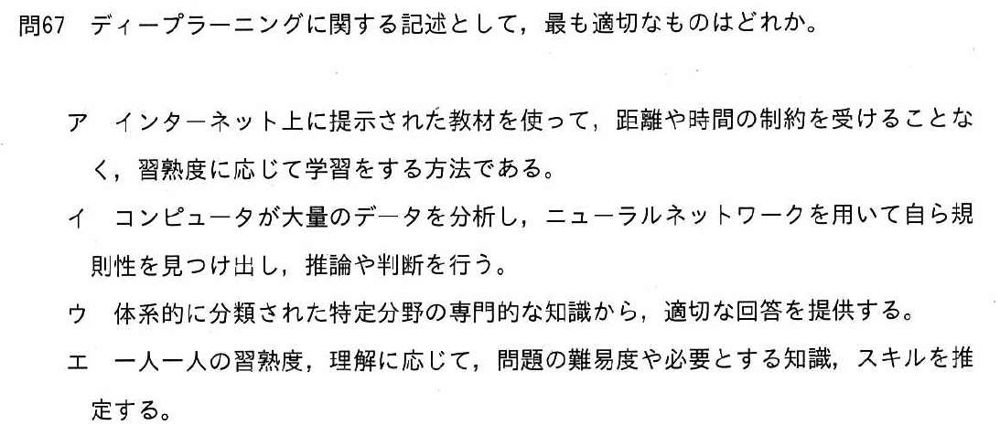 問67　ディープラーニングに関する記述として，最も適切なものはどれか。
ア　インターネット上に提示された教材を使って，距離や時間の制約を受けることな
く，習熟度に応じて学習をする方法である。
イ　コンピュータが大量のデータを分析し，ニューラルネットワークを用いて自ら規
則性を見つけ出し，推論や判断を行う。
ウ　体系的に分類された特定分野の専門的な知識から，適切な回答を提供する。
エ　一人一人の習熟度，理解に応じて，問題の難易度や必要とする知識，スキルを推
定する。